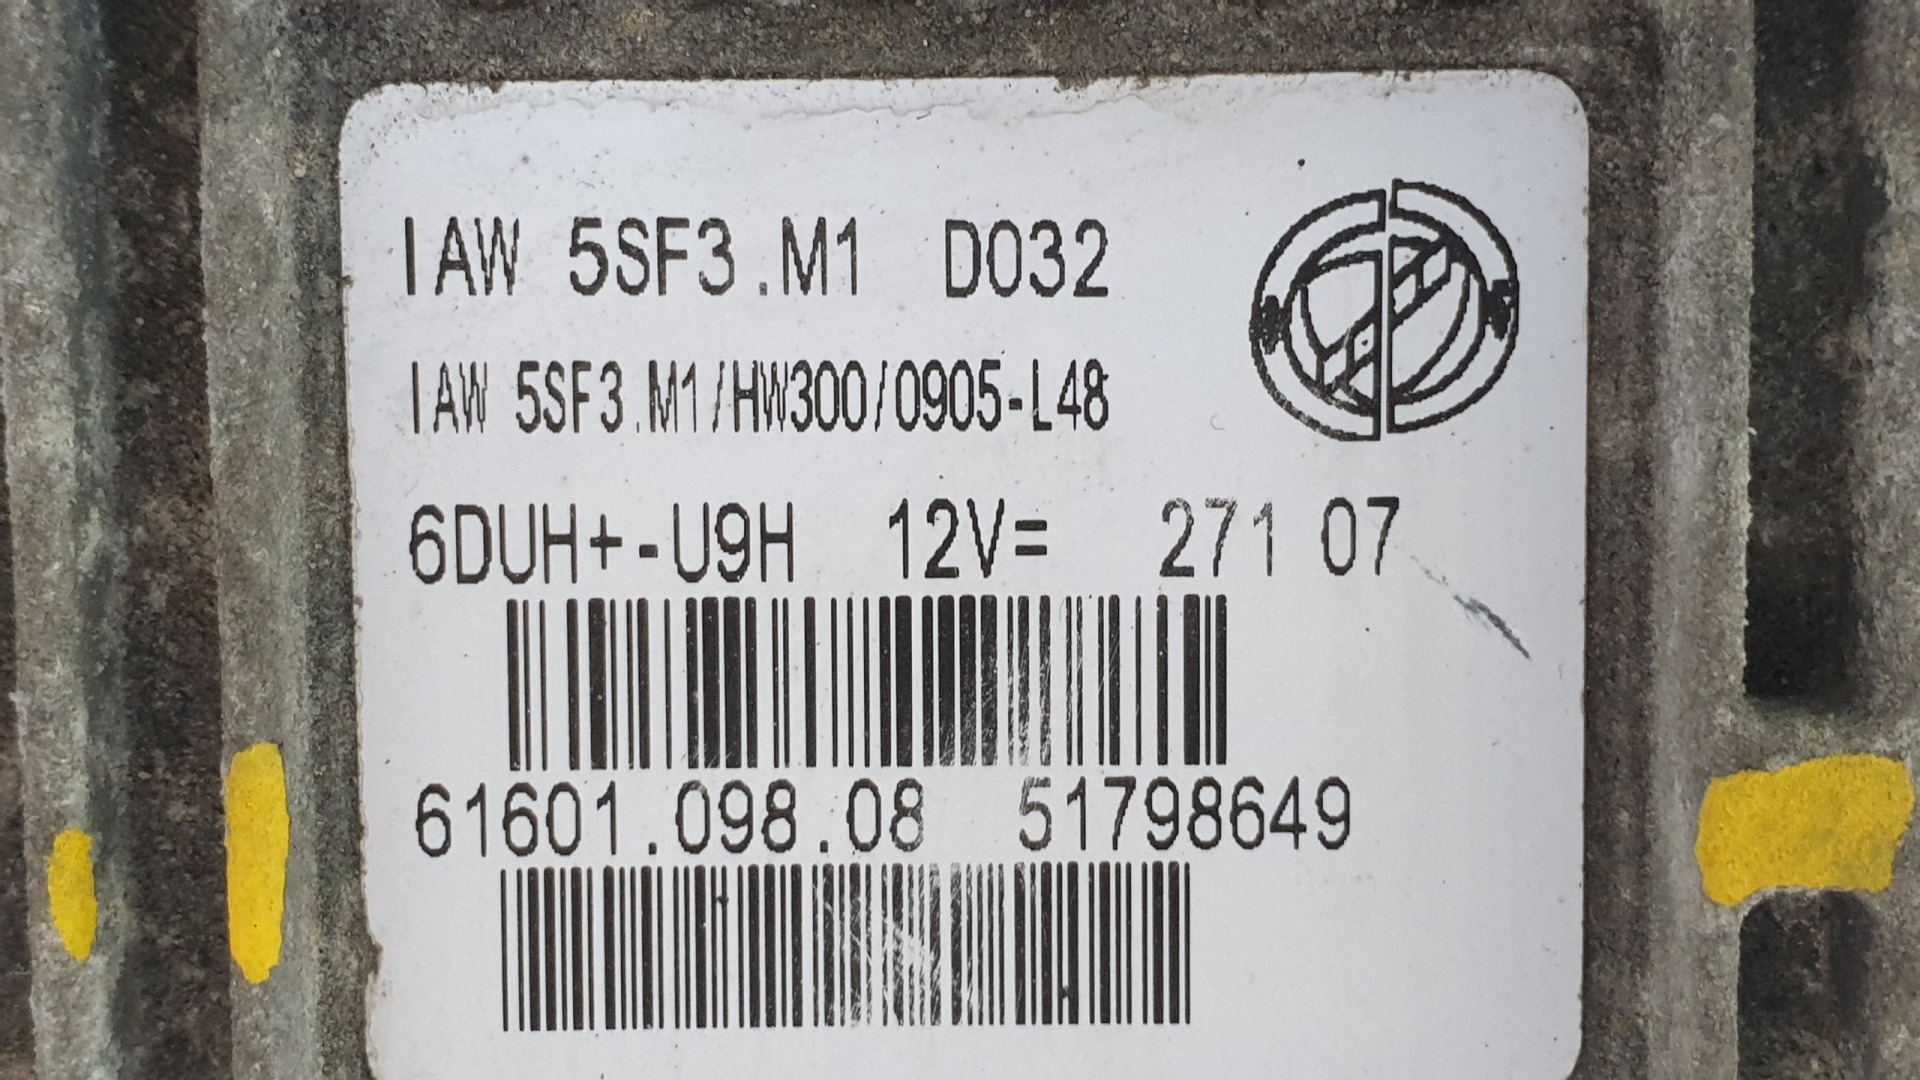 IAW 5SF3.M1 D032
IAW 5SF3.M1/HW300/0905-L48
6DUH+-U9H 12V= 271 07
61601.098.08 51798649